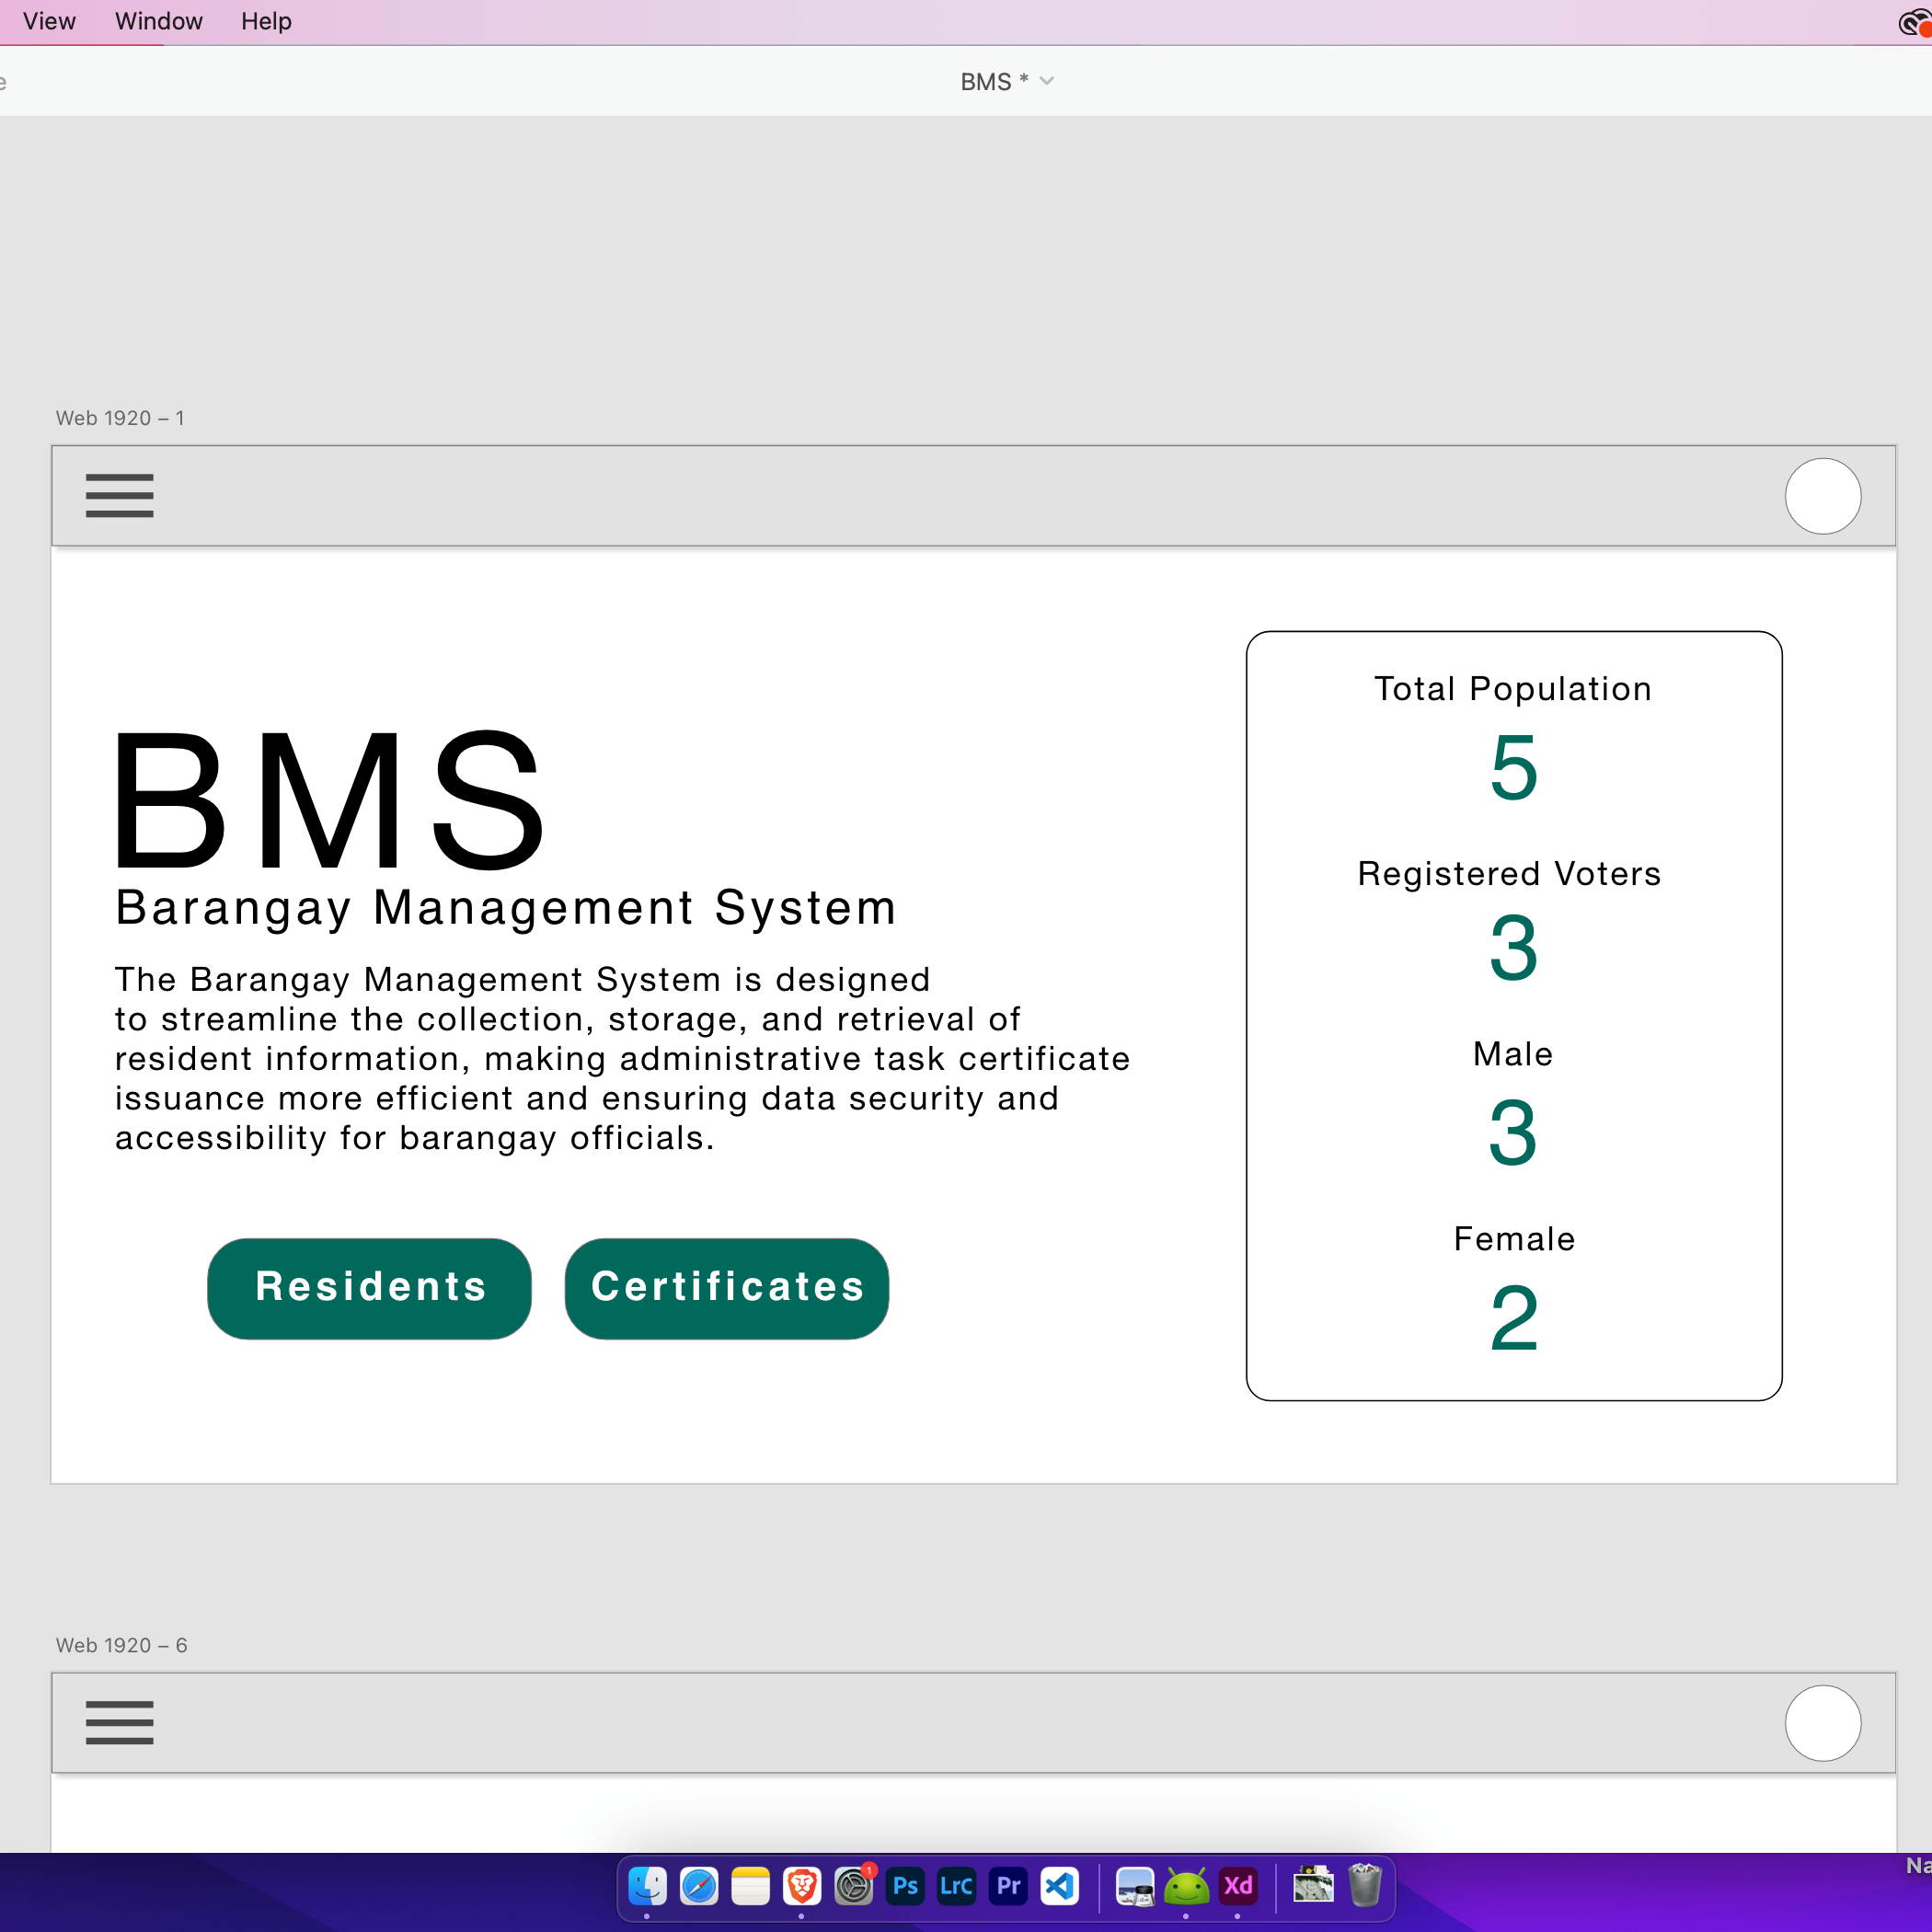 View Window Help
BMS *
Web 1920 – 1
BMS
Barangay Management System
The Barangay Management System is designed
to streamline the collection, storage, and retrieval of
resident information, making administrative task certificate
issuance more efficient and ensuring data security and
accessibility for barangay officials.
Residents
Certificates
Total Population
5
Registered Voters
3
Male
3
Female
2
Web 1920 – 6
1
Ps
LrC
Pr
Xd